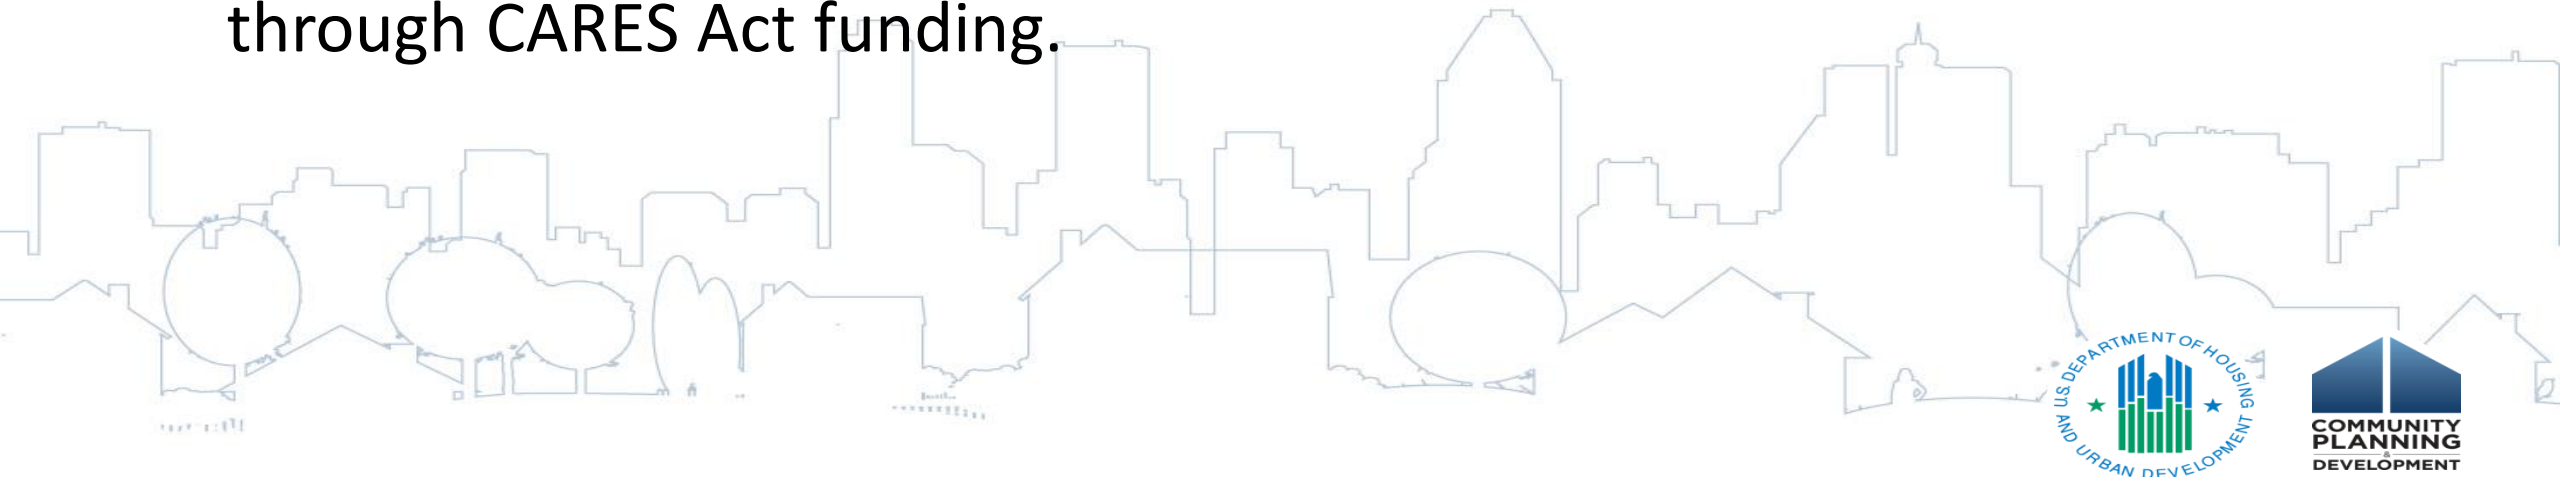 through CARES Act funding.
U.S. DEPARTMENT OF HOUSING
AND URBAN DEVELOPMENT
COMMUNITY
PLANNING
&
DEVELOPMENT